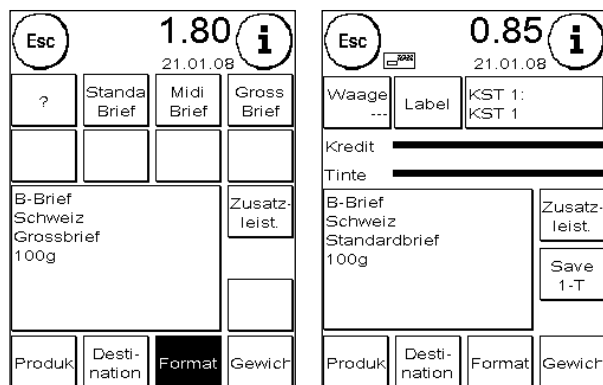 Esc
1.80
i
21.01.08
?
Standa
Brief
Midi
Brief
Gross
Brief
B-Brief
Schweiz
Grossbrief
100g
Zusatz-
leist.
Produk
Desti-
nation
Format
Gewich
Esc
0.85
i
21.01.08
Waage
---
Label
KST 1:
KST 1
Kredit
Tinte
B-Brief
Schweiz
Standardbrief
100g
Zusatz-
leist.
Save
1-T
Produk
Desti-
nation
Format
Gewich